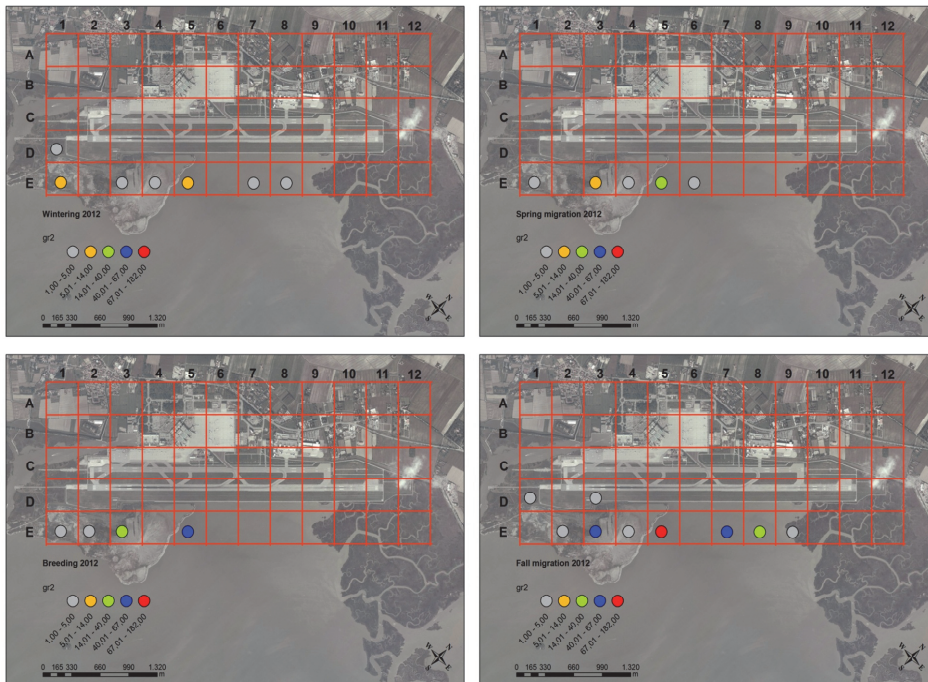 1 2 3 4 5 6 7 8 9 10 11 12
A
B
C
D
E
Wintering 2012
gr2
1,00 - 5,00
5,01 - 14,00
14,01 - 40,00
40,01 - 67,00
67,01 - 182,00
0 165 330 660 990 1.320
m
N
E
S
W
1 2 3 4 5 6 7 8 9 10 11 12
A
B
C
D
E
Spring migration 2012
gr2
1,00 - 5,00
5,01 - 14,00
14,01 - 40,00
40,01 - 67,00
67,01 - 182,00
0 165 330 660 990 1.320
m
N
E
S
W
1 2 3 4 5 6 7 8 9 10 11 12
A
B
C
D
E
Breeding 2012
gr2
1,00 - 5,00
5,01 - 14,00
14,01 - 40,00
40,01 - 67,00
67,01 - 182,00
0 165 330 660 990 1.320
m
N
E
S
W
1 2 3 4 5 6 7 8 9 10 11 12
A
B
C
D
E
Fall migration 2012
gr2
1,00 - 5,00
5,01 - 14,00
14,01 - 40,00
40,01 - 67,00
67,01 - 182,00
0 165 330 660 990 1.320
m
N
E
S
W